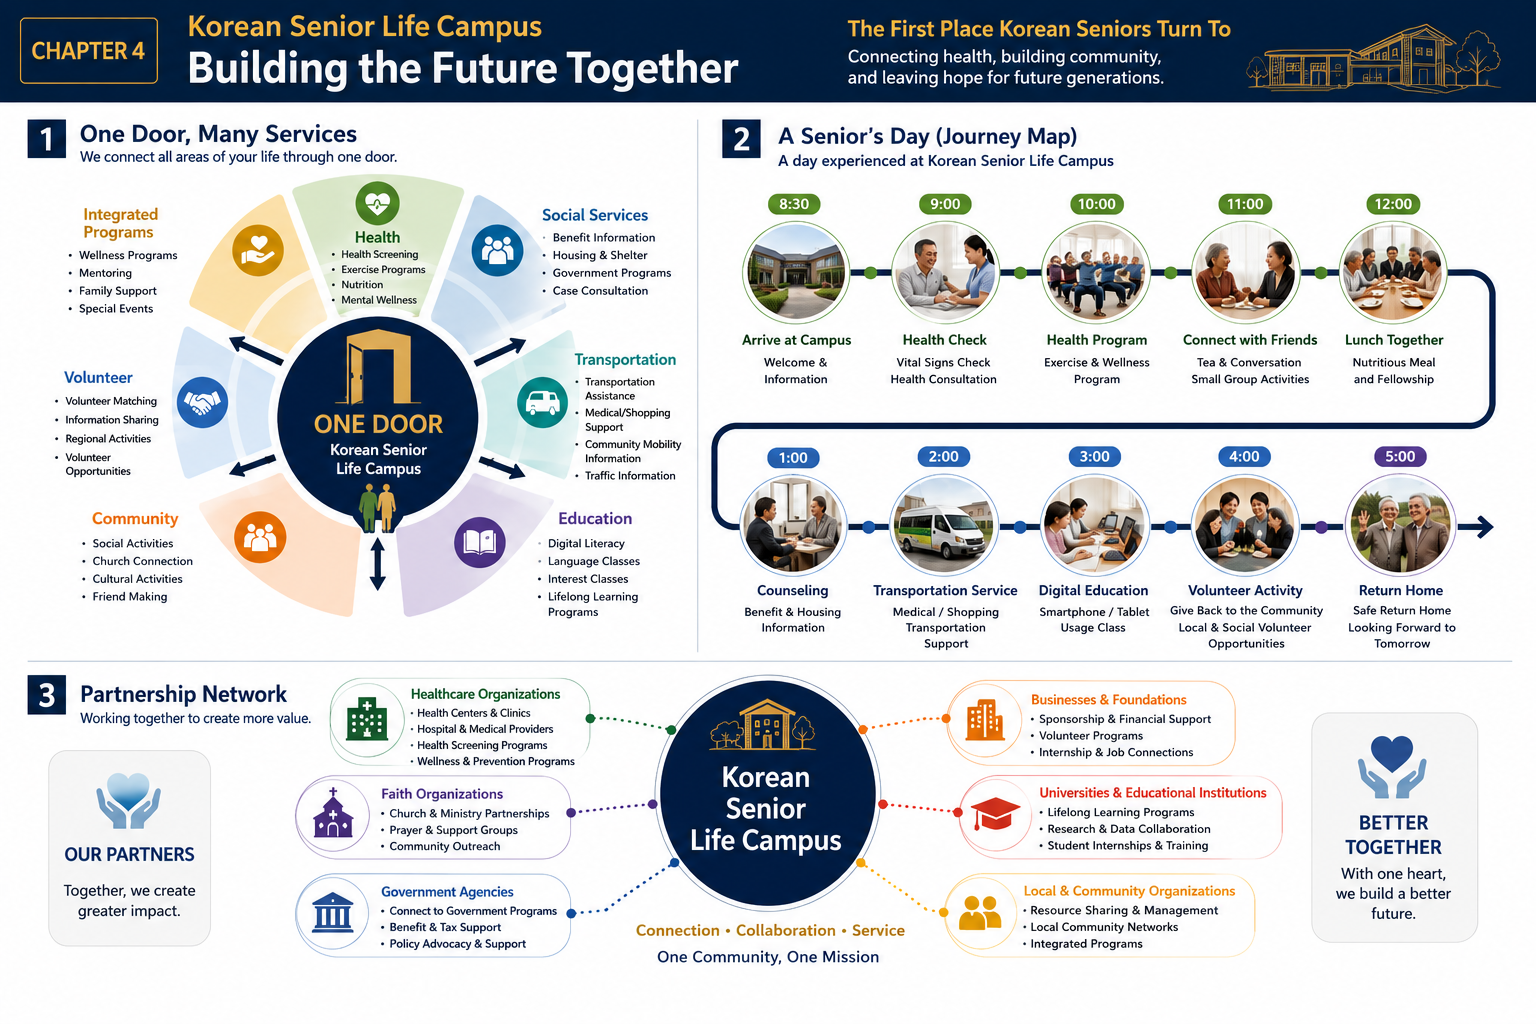 CHAPTER 4
Korean Senior Life Campus
Building the Future Together
The First Place Korean Seniors Turn To
Connecting health, building community,
and leaving hope for future generations.
1
One Door, Many Services
We connect all areas of your life through one door.
Integrated
Programs
• Wellness Programs
• Mentoring
• Family Support
• Special Events
Health
• Health Screening
• Exercise Programs
• Nutrition
• Mental Wellness
Social Services
• Benefit Information
• Housing & Shelter
• Government Programs
• Case Consultation
Volunteer
• Volunteer Matching
• Information Sharing
• Regional Activities
• Volunteer
Opportunities
ONE DOOR
Korean Senior
Life Campus
Transportation
• Transportation
Assistance
• Medical/Shopping
Support
• Community Mobility
Information
• Traffic Information
Community
• Social Activities
• Church Connection
• Cultural Activities
• Friend Making
Education
• Digital Literacy
• Language Classes
• Interest Classes
• Lifelong Learning
Programs
2
A Senior's Day (Journey Map)
A day experienced at Korean Senior Life Campus
8:30
Arrive at Campus
Welcome &
Information
9:00
Health Check
Vital Signs Check
Health Consultation
10:00
Health Program
Exercise & Wellness
Program
11:00
Connect with Friends
Tea & Conversation
Small Group Activities
12:00
Lunch Together
Nutritious Meal
and Fellowship
1:00
Counseling
Benefit & Housing
Information
2:00
Transportation Service
Medical / Shopping
Transportation
Support
3:00
Digital Education
Smartphone / Tablet
Usage Class
4:00
Volunteer Activity
Give Back to the Community
Local & Social Volunteer
Opportunities
5:00
Return Home
Safe Return Home
Looking Forward to
Tomorrow
3
Partnership Network
Working together to create more value.
OUR PARTNERS
Together, we create
greater impact.
Healthcare Organizations
• Health Centers & Clinics
• Hospital & Medical Providers
• Health Screening Programs
• Wellness & Prevention Programs
Faith Organizations
• Church & Ministry Partnerships
• Prayer & Support Groups
• Community Outreach
Government Agencies
• Connect to Government Programs
• Benefit & Tax Support
• Policy Advocacy & Support
Korean
Senior
Life Campus
Connection • Collaboration • Service
One Community, One Mission
Businesses & Foundations
• Sponsorship & Financial Support
• Volunteer Programs
• Internship & Job Connections
Universities & Educational Institutions
• Lifelong Learning Programs
• Research & Data Collaboration
• Student Internships & Training
Local & Community Organizations
• Resource Sharing & Management
• Local Community Networks
• Integrated Programs
BETTER
TOGETHER
With one heart,
we build a better
future.